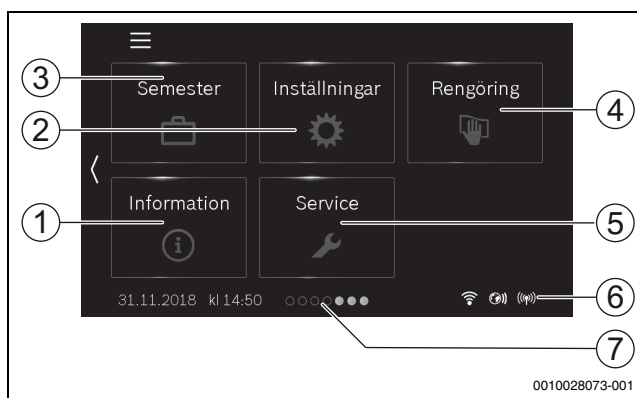 3
Semester
Inställningar
Rengöring
4
2
1
Information
Service
5
31.11.2018 kl 14:50
6
7
0010028073-001